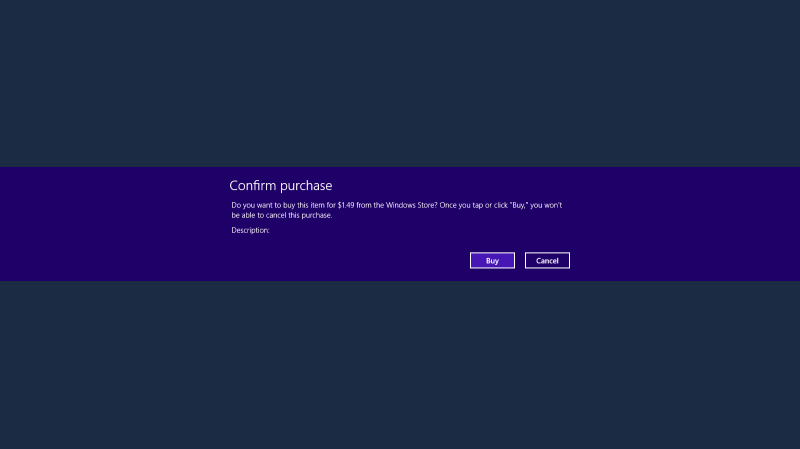 Confirm purchase
Do you want to buy this item for $1.49 from the Windows Store? Once you tap or click "Buy," you won't
be able to cancel this purchase.
Description:
Buy Cancel